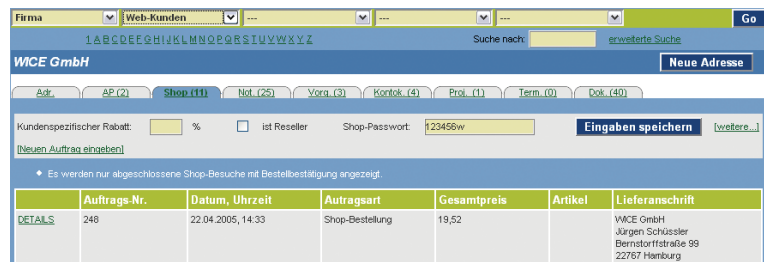 Firma Web-Kunden --- --- --- Go
1 A B C D E F G H I J K L M N O P Q R S T U V W X Y Z Suche nach: erweiterte Suche
WICE GmbH Neue Adresse
Adr. AP (2) Shop (11) Not. (25) Vorg. (3) Kontok. (4) Proj. (1) Term. (0) Dok. (40)
Kundenspezifischer Rabatt: % ist Reseller Shop-Passwort: 123456w Eingaben speichern [weitere...]
[Neuen Auftrag eingeben]
Es werden nur abgeschlossene Shop-Besuche mit Bestellbestätigung angezeigt.
Auftrags-Nr. Datum, Uhrzeit Autragsart Gesamtpreis Artikel Lieferanschrift
DETAILS 248 22.04.2005, 14:33 Shop-Bestellung 19,52 WICE GmbH
Jürgen Schüssler
Bernstorffstraße 99
22767 Hamburg